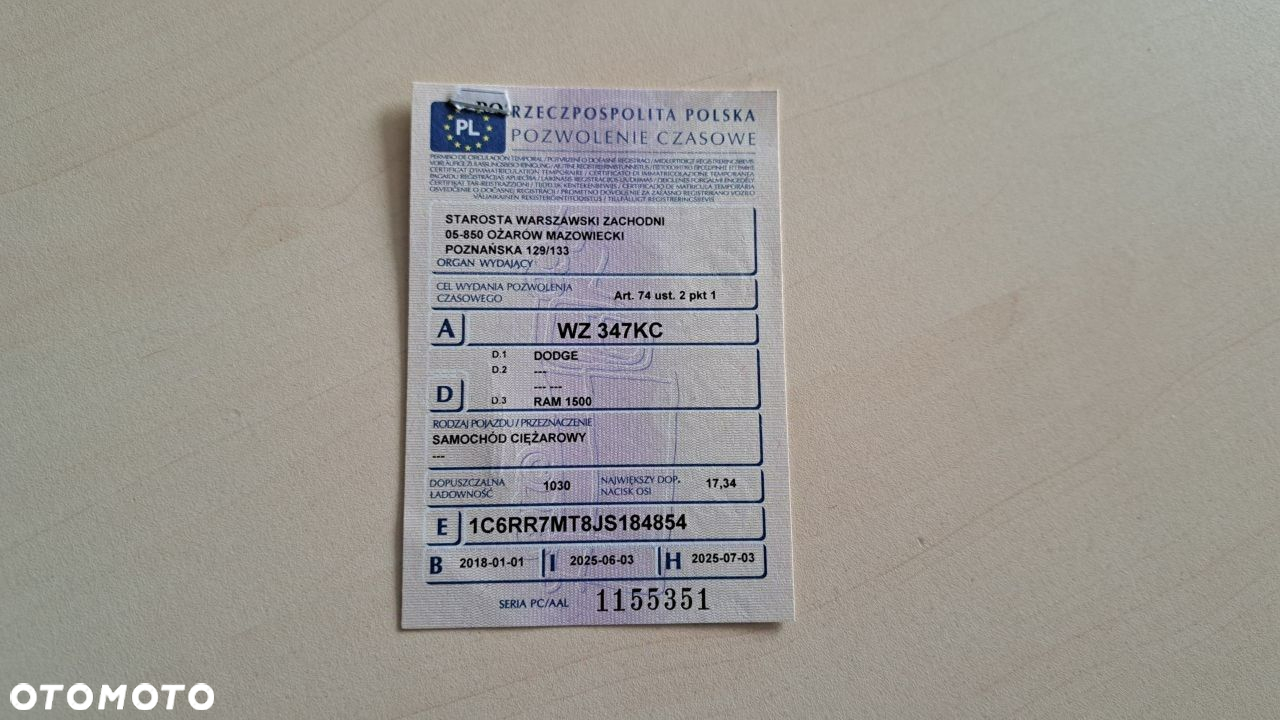 PL
RZECZPOSPOLITA POLSKA
POZWOLENIE CZASOWE
STAROSTA WARSZAWSKI ZACHODNI
05-850 OŻARÓW MAZOWIECKI
POZNAŃSKA 129/133
ORGAN WYDAJĄCY
CEL WYDANIA POZWOLENIA
CZASOWEGO Art. 74 ust. 2 pkt 1
A WZ 347KC
D.1 DODGE
D.2 ---
--- ---
D
D.3 RAM 1500
RODZAJ POJAZDU / PRZEZNACZENIE
SAMOCHÓD CIĘŻAROWY
---
DOPUSZCZALNA
ŁADOWNOŚĆ 1030
NAJWIĘKSZY DOP.
NACISK OSI 17,34
E 1C6RR7MT8JS184854
B 2018-01-01 I 2025-06-03 H 2025-07-03
SERIA PC/AAL 1155351
OTOMOTO